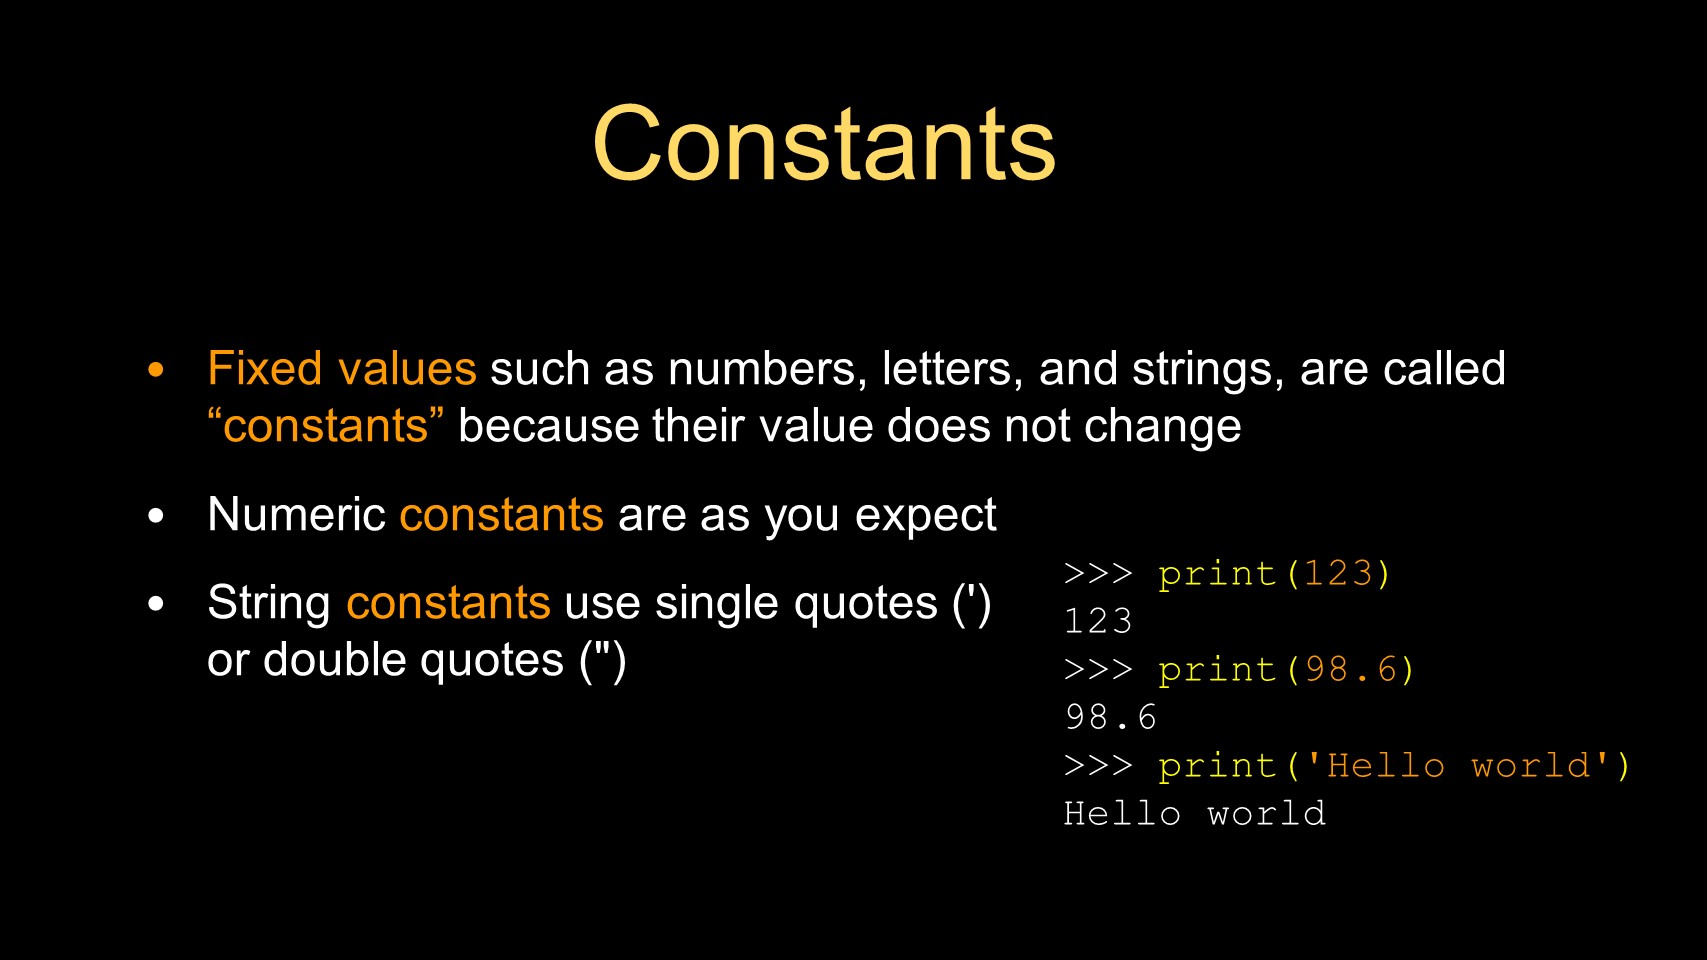 Constants
• Fixed values such as numbers, letters, and strings, are called
“constants” because their value does not change
• Numeric constants are as you expect
• String constants use single quotes (')
or double quotes (")
>>> print(123)
123
>>> print(98.6)
98.6
>>> print('Hello world')
Hello world